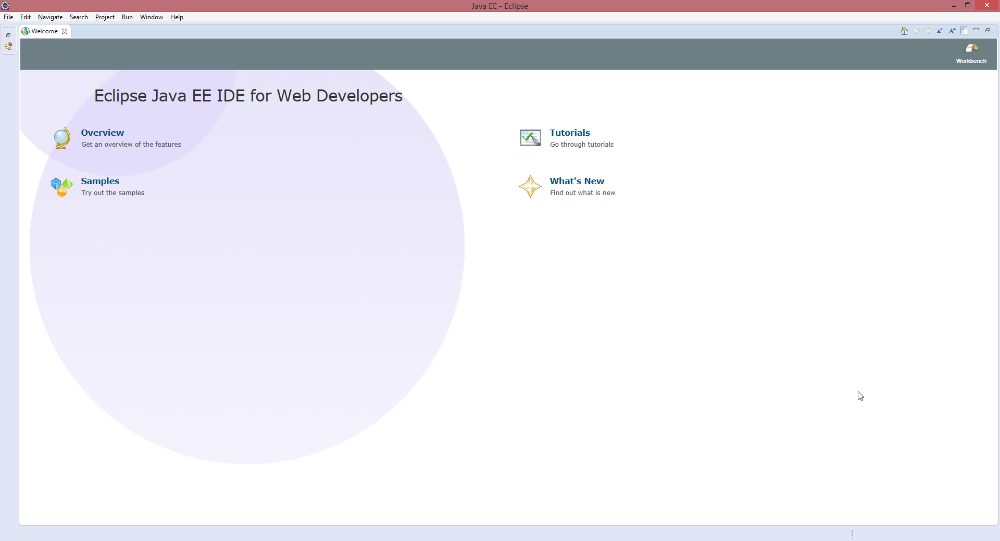 Java EE - Eclipse
File Edit Navigate Search Project Run Window Help
Welcome
Workbench
Eclipse Java EE IDE for Web Developers
Overview
Get an overview of the features
Tutorials
Go through tutorials
Samples
Try out the samples
What's New
Find out what is new